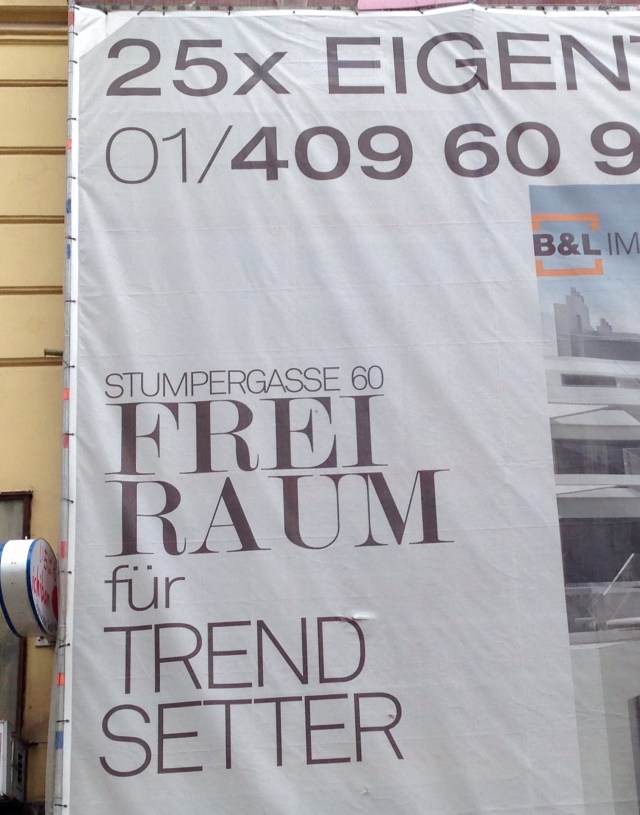 25x EIGENT
01/409 60 9
B&L IM
STUMPERGASSE 60
FREI
RAUM
für
TREND
SETTER